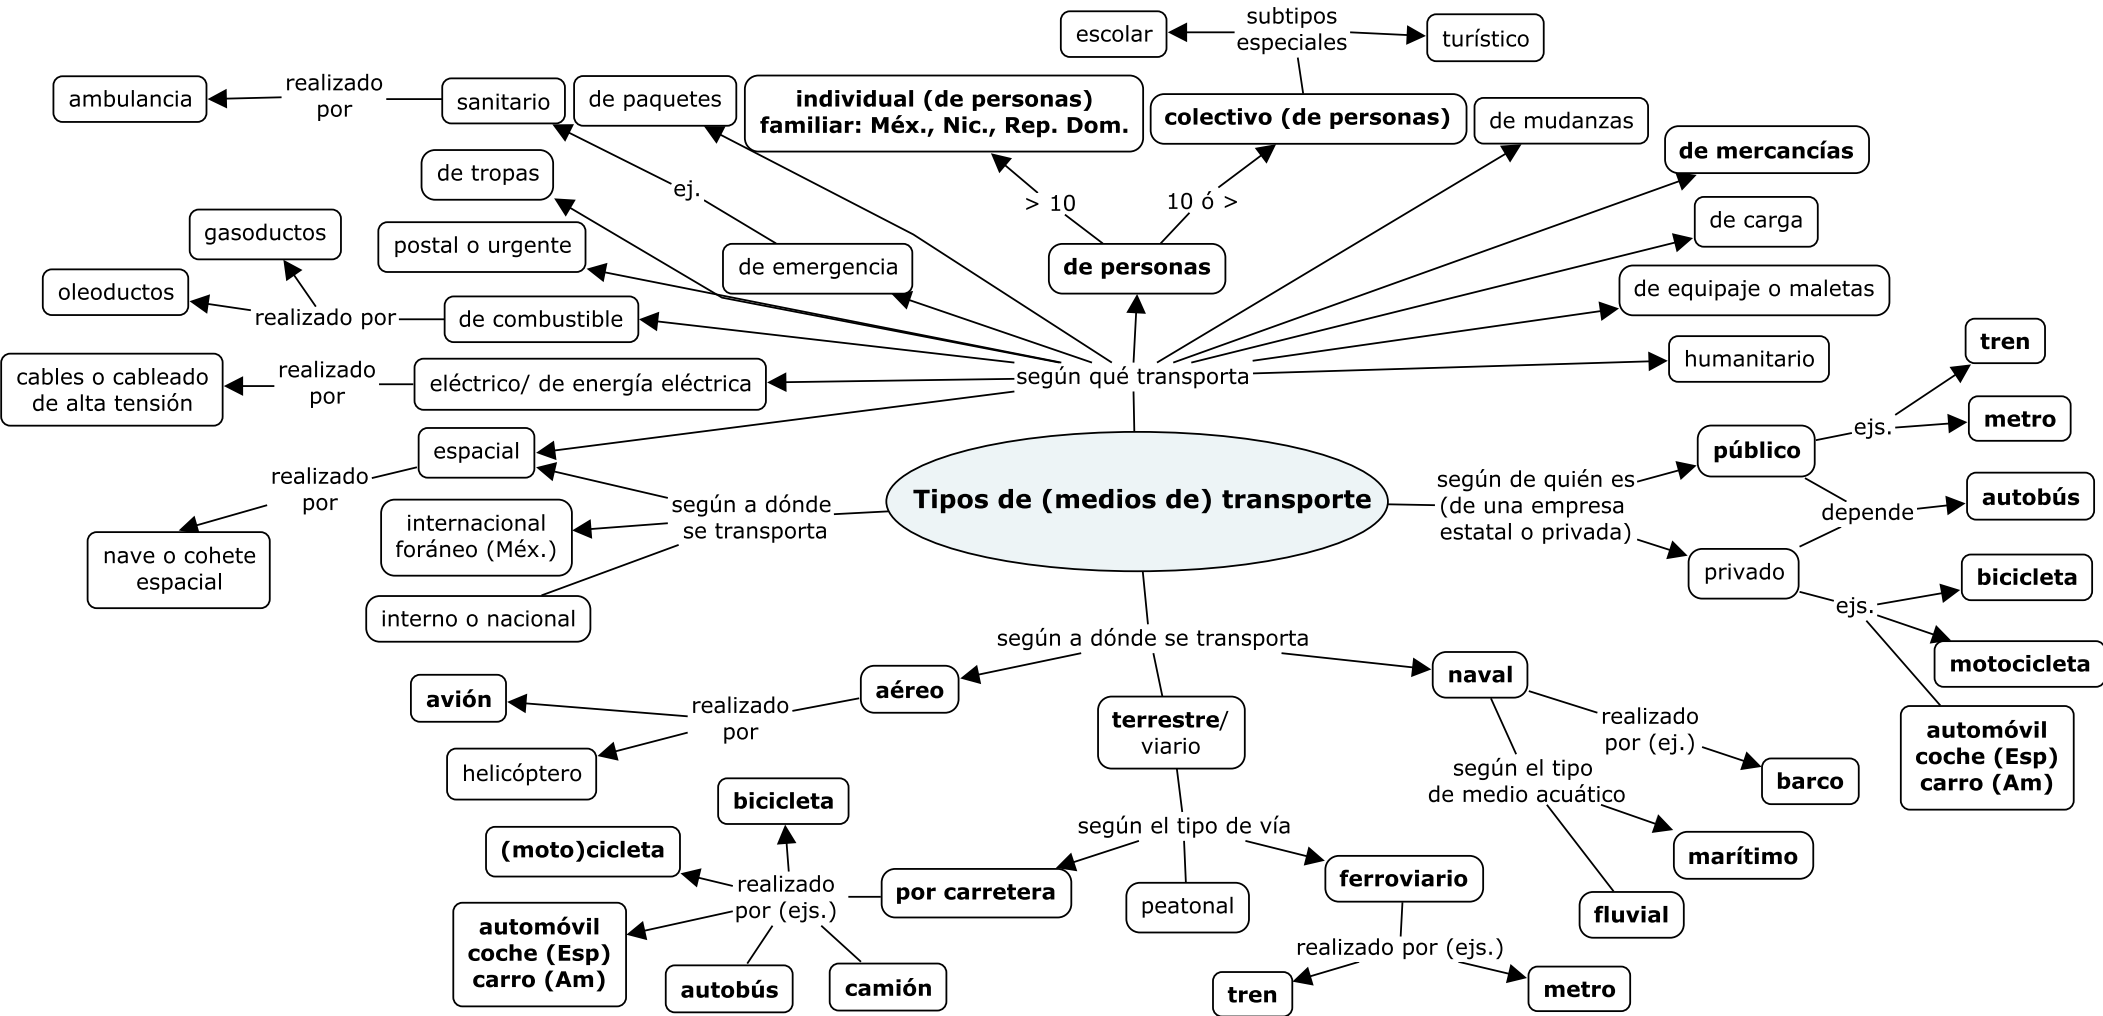 subtipos
especiales
escolar
turístico
ambulancia
realizado
por
sanitario
de paquetes
individual (de personas)
familiar: Méx., Nic., Rep. Dom.
colectivo (de personas)
de mudanzas
de mercancías
de tropas
ej.
> 10
10 ó >
gasoductos
postal o urgente
de emergencia
de personas
de carga
oleoductos
realizado por
de combustible
de equipaje o maletas
cables o cableado
de alta tensión
realizado
por
eléctrico/ de energía eléctrica
según qué transporta
humanitario
tren
metro
espacial
realizado
por
nave o cohete
espacial
internacional
foráneo (Méx.)
interno o nacional
según a dónde
se transporta
Tipos de (medios de) transporte
según de quién es
(de una empresa
estatal o privada)
público
ejs.
depende
autobús
privado
ejs.
bicicleta
motocicleta
automóvil
coche (Esp)
carro (Am)
según a dónde se transporta
avión
realizado
por
aéreo
helicóptero
terrestre/
viario
naval
realizado
por (ej.)
barco
según el tipo
de medio acuático
marítimo
fluvial
según el tipo de vía
bicicleta
(moto)cicleta
realizado
por (ejs.)
por carretera
peatonal
ferroviario
automóvil
coche (Esp)
carro (Am)
autobús
camión
realizado por (ejs.)
tren
metro